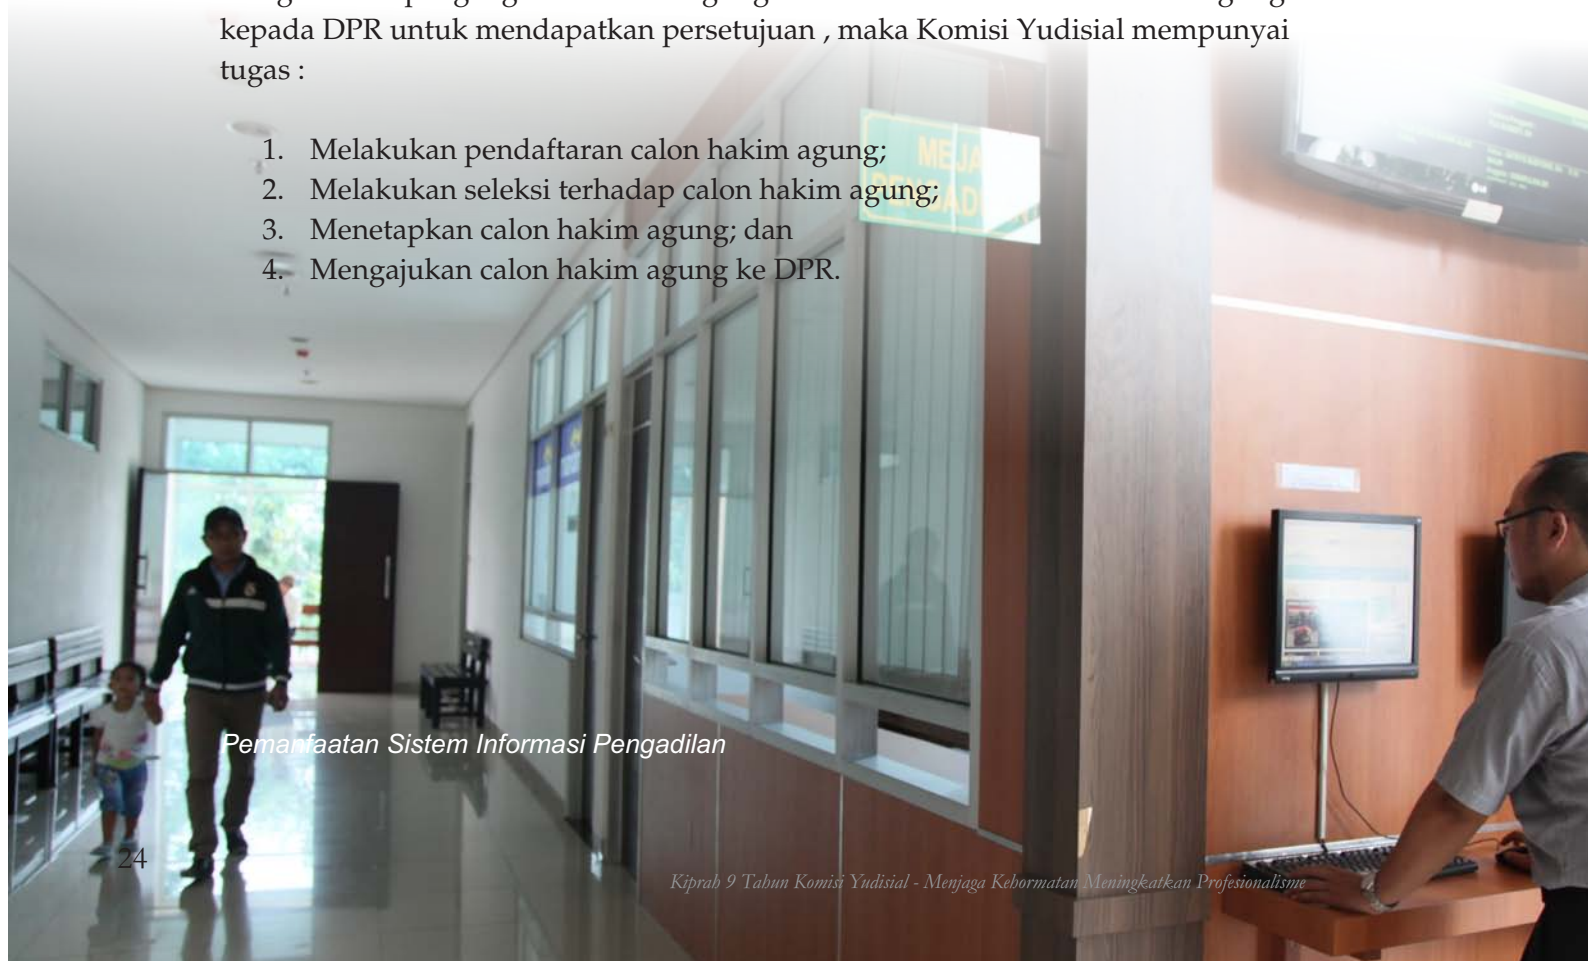 kepada DPR untuk mendapatkan persetujuan , maka Komisi Yudisial mempunyai
tugas :
1. Melakukan pendaftaran calon hakim agung;
2. Melakukan seleksi terhadap calon hakim agung;
3. Menetapkan calon hakim agung; dan
4. Mengajukan calon hakim agung ke DPR.
MEJA
Pemanfaatan Sistem Informasi Pengadilan
24
Kiprah 9 Tahun Komisi Yudisial - Menjaga Kehormatan Meningkatkan Profesionalisme